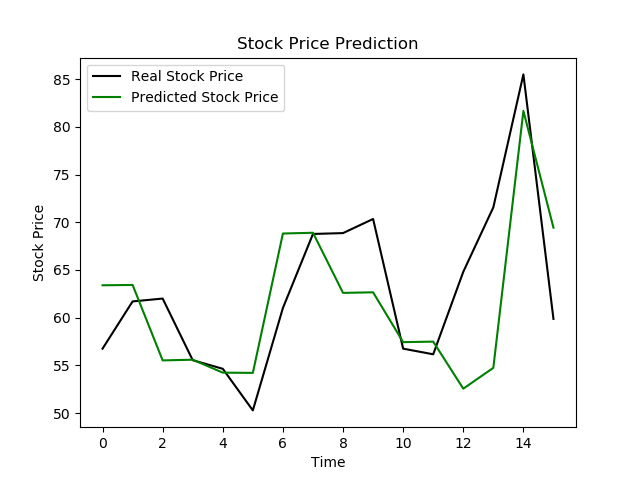 Stock Price Prediction
Real Stock Price
Predicted Stock Price
85
80
75
70
65
60
55
50
Stock Price
0 2 4 6 8 10 12 14
Time